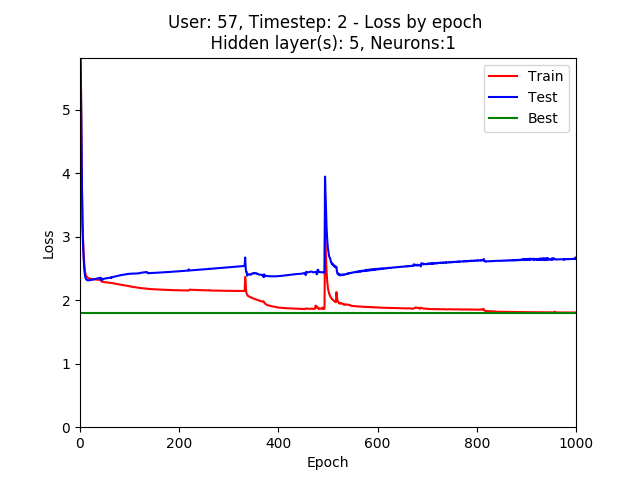 User: 57, Timestep: 2 - Loss by epoch
Hidden layer(s): 5, Neurons:1
Train
Test
Best
5
4
3
2
1
0
Loss
0 200 400 600 800 1000
Epoch